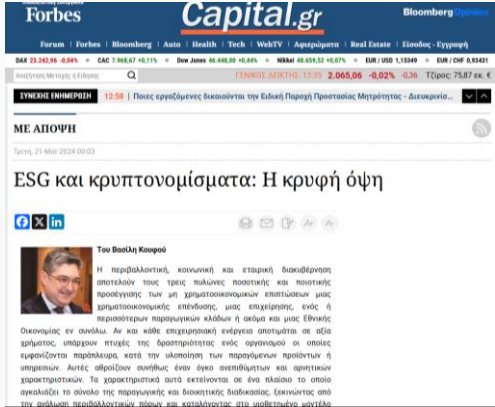 Forbes
Capital.gr
Bloomberg Opinion
Forum | Forbes | Bloomberg | Auto | Health | Tech | WebTV | Αφιερώματα | Real Estate | Είσοδος - Εγγραφή
DAX 23.242,96 -0,04% CAC 7.968,67 +0,11% Dow Jones 46.448,00 +0,44% Nikkei 48.659,52 +0,07% EUR / USD 1,15349 EUR / CHF 0,93431
Αναζήτηση Μετοχής ή Είδησης
ΓΕΝΙΚΟΣ ΔΕΙΚΤΗΣ: 13:35 2.065,06 -0,02% -0,36 Τζίρος: 75,87 εκ. €
ΣΥΝΕΧΗΣ ΕΝΗΜΕΡΩΣΗ 12:58 | Ποιες εργαζόμενες δικαιούνται την Ειδική Παροχή Προστασίας Μητρότητας - Διευκρινίσ...
ΜΕ ΑΠΟΨΗ
Τρίτη, 21-Μαϊ-2024 00:03
ESG και κρυπτονομίσματα: Η κρυφή όψη
Του Βασίλη Κουφού
Η περιβαλλοντική, κοινωνική και εταιρική διακυβέρνηση
αποτελούν τους τρεις πυλώνες ποσοτικής και ποιοτικής
προσέγγισης των μη χρηματοοικονομικών επιπτώσεων μιας
χρηματοοικονομικής επένδυσης, μιας επιχείρησης, ενός ή
περισσότερων παραγωγικών κλάδων ή ακόμα και μιας Εθνικής
Οικονομίας εν συνόλω. Αν και κάθε επιχειρησιακή ενέργεια αποτιμάται σε αξία
χρήματος, υπάρχουν πτυχές της δραστηριότητας ενός οργανισμού οι οποίες
εμφανίζονται παράπλευρα, κατά την υλοποίηση των παραγόμενων προϊόντων ή
υπηρεσιών. Αυτές αθροίζουν συνήθως έναν όγκο ανεπιθύμητων και αρνητικών
χαρακτηριστικών. Τα χαρακτηριστικά αυτά εκτείνονται σε ένα πλαίσιο το οποίο
αγκαλιάζει το σύνολο της παραγωγικής και διοικητικής διαδικασίας, ξεκινώντας από
την ανάλωση περιβαλλοντικών πόρων και καταλήγοντας στο υιοθετημένο μοντέλο